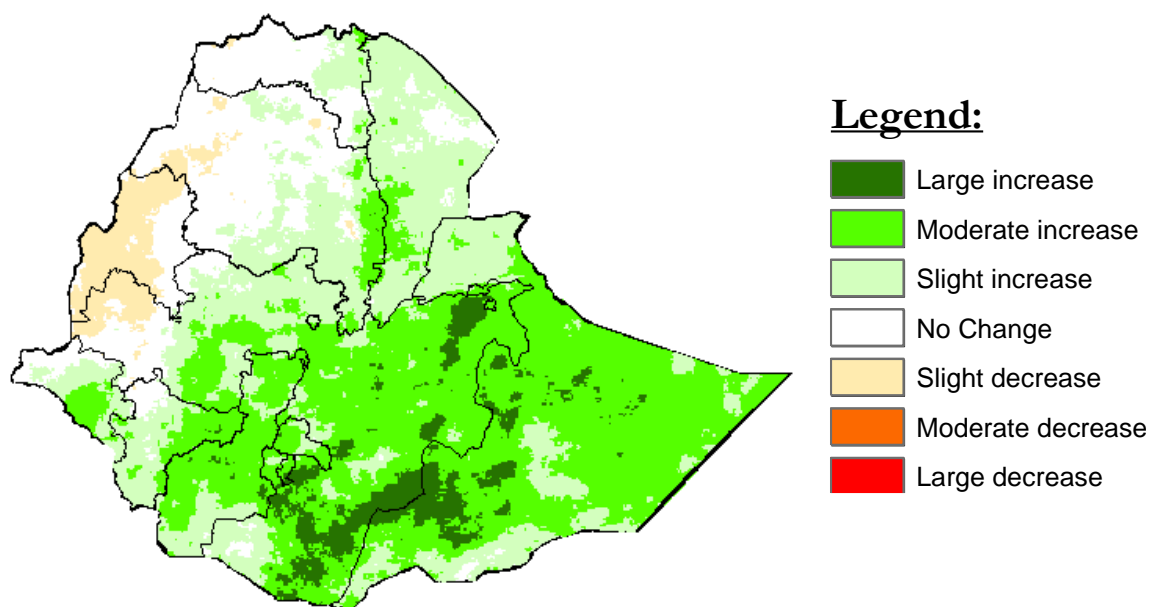 Legend:
Large increase
Moderate increase
Slight increase
No Change
Slight decrease
Moderate decrease
Large decrease